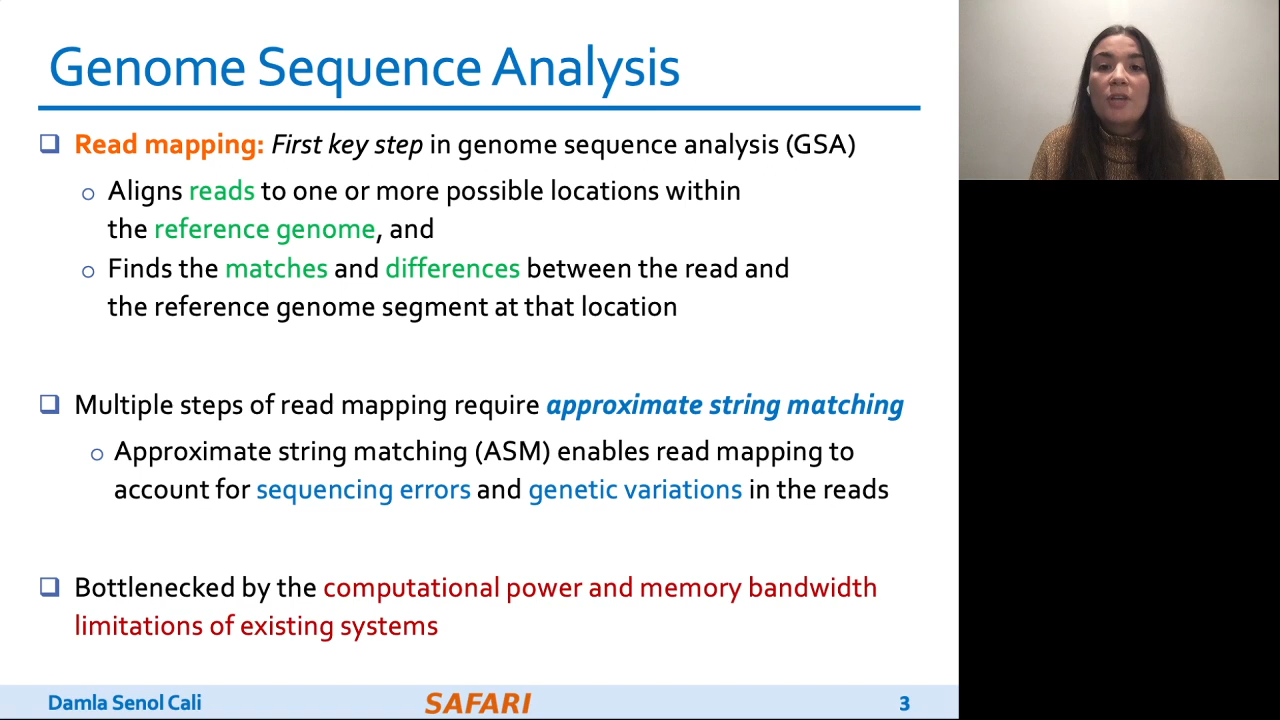 Genome Sequence Analysis
Read mapping: First key step in genome sequence analysis (GSA)
Aligns reads to one or more possible locations within
the reference genome, and
Finds the matches and differences between the read and
the reference genome segment at that location
Multiple steps of read mapping require approximate string matching
Approximate string matching (ASM) enables read mapping to
account for sequencing errors and genetic variations in the reads
Bottlenecked by the computational power and memory bandwidth
limitations of existing systems
Damla Senol Cali SAFARI 3